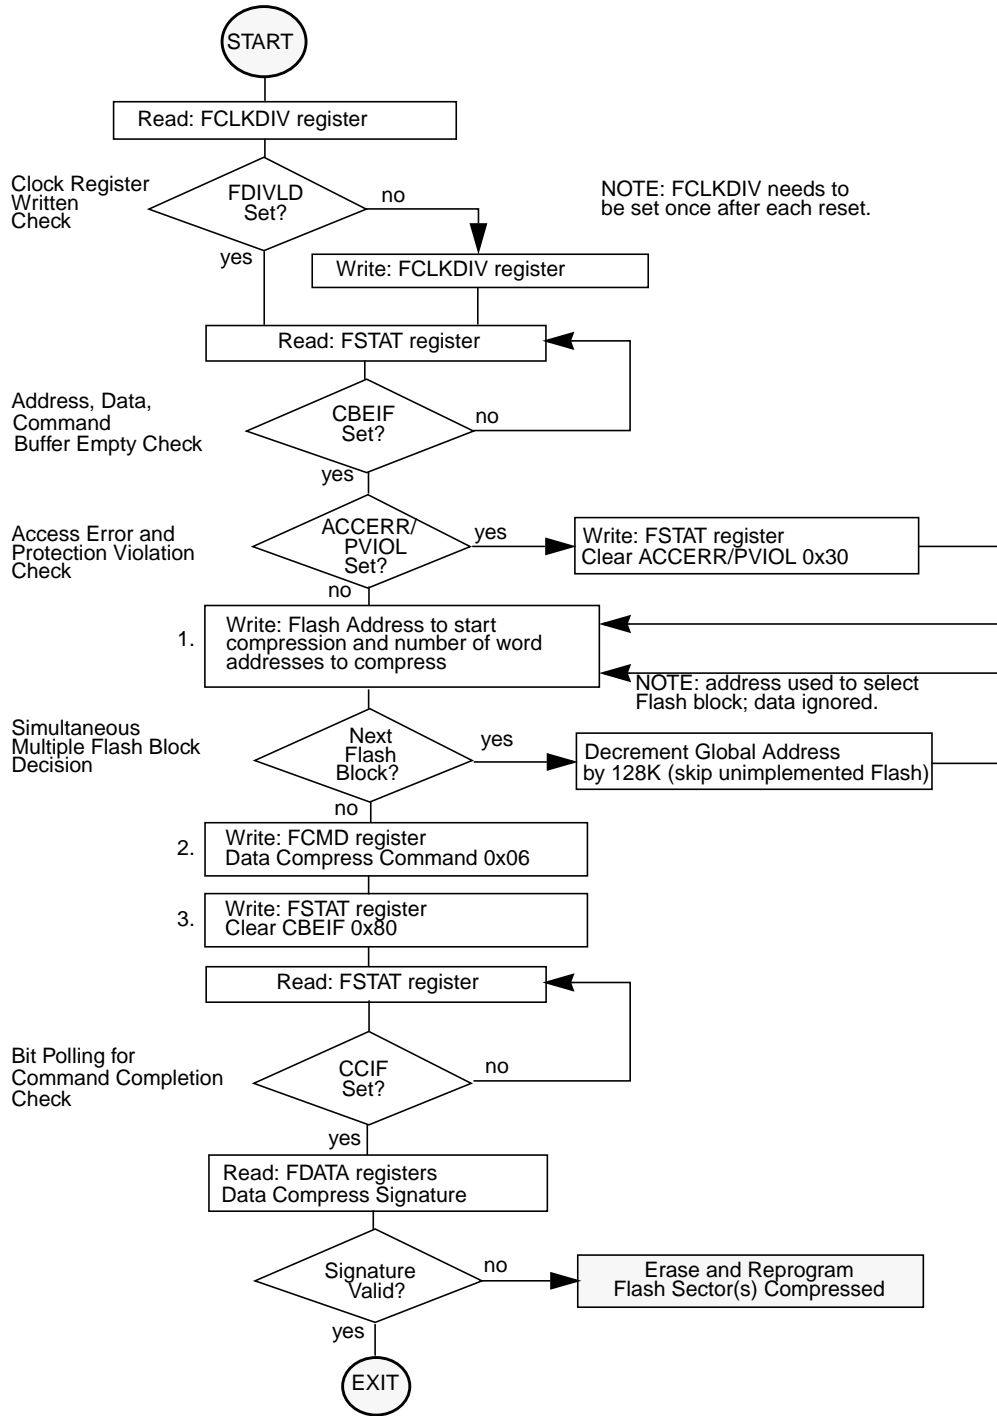 START
Read: FCLKDIV register
Clock Register
Written
Check
FDIVLD
Set?
no
NOTE: FCLKDIV needs to
be set once after each reset.
yes
Write: FCLKDIV register
Read: FSTAT register
Address, Data,
Command
Buffer Empty Check
CBEIF
Set?
no
yes
Access Error and
Protection Violation
Check
ACCERR/
PVIOL
Set?
yes
Write: FSTAT register
Clear ACCERR/PVIOL 0x30
no
1.
Write: Flash Address to start
compression and number of word
addresses to compress
NOTE: address used to select
Flash block; data ignored.
Simultaneous
Multiple Flash Block
Decision
Next
Flash
Block?
yes
Decrement Global Address
by 128K (skip unimplemented Flash)
no
2.
Write: FCMD register
Data Compress Command 0x06
3.
Write: FSTAT register
Clear CBEIF 0x80
Read: FSTAT register
Bit Polling for
Command Completion
Check
CCIF
Set?
no
yes
Read: FDATA registers
Data Compress Signature
Signature
Valid?
no
Erase and Reprogram
Flash Sector(s) Compressed
yes
EXIT